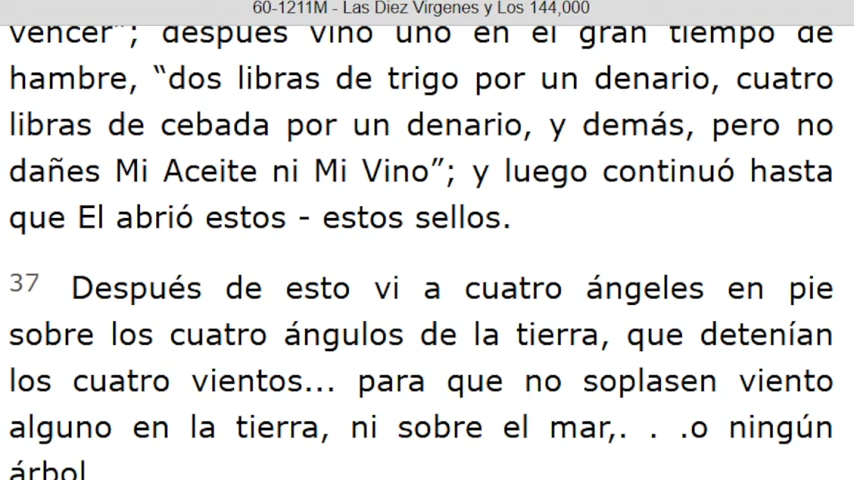 60-1211M - Las Diez Virgenes y Los 144,000
vencer”; después vino uno en el gran tiempo de
hambre, “dos libras de trigo por un denario, cuatro
libras de cebada por un denario, y demás, pero no
dañes Mi Aceite ni Mi Vino”; y luego continuó hasta
que El abrió estos - estos sellos.
37 Después de esto vi a cuatro ángeles en pie
sobre los cuatro ángulos de la tierra, que detenían
los cuatro vientos... para que no soplasen viento
alguno en la tierra, ni sobre el mar,. . .o ningún
árbol